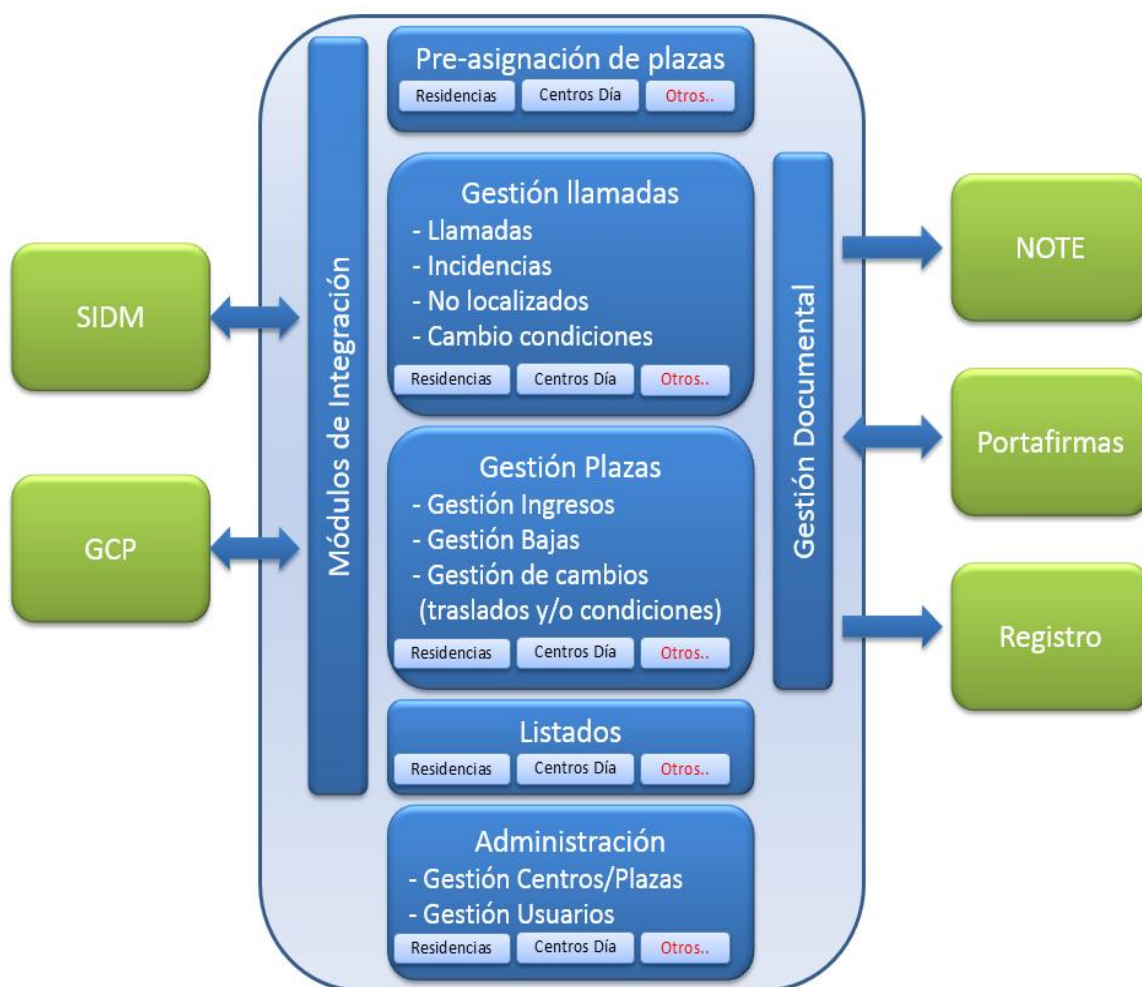 Pre-asignación de plazas
Residencias
Centros Día
Otros..
Gestión llamadas
- Llamadas
- Incidencias
- No localizados
- Cambio condiciones
Residencias
Centros Día
Otros..
Gestión Plazas
- Gestión Ingresos
- Gestión Bajas
- Gestión de cambios
(traslados y/o condiciones)
Residencias
Centros Día
Otros..
Listados
Residencias
Centros Día
Otros..
Administración
- Gestión Centros/Plazas
- Gestión Usuarios
Residencias
Centros Día
Otros..
Módulos de Integración
Gestión Documental
SIDM
GCP
NOTE
Portafirmas
Registro